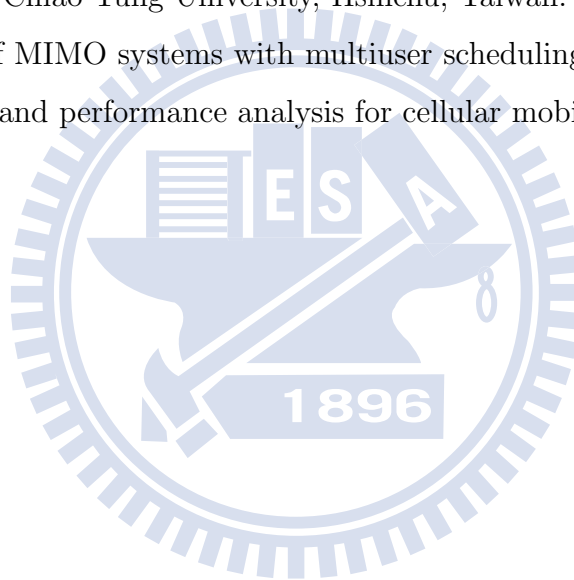 Chiao Tung University, Hsinchu, Taiwan.
f MIMO systems with multiuser scheduling
and performance analysis for cellular mobi
E S A
1896